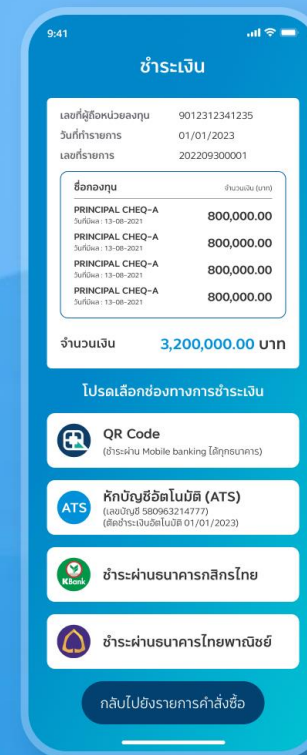 9:41
ชำระเงิน
เลขที่ผู้ถือหน่วยลงทุน 9012312341235
วันที่ทำรายการ 01/01/2023
เลขที่รายการ 202209300001
ชื่อกองทุน จำนวนเงิน (บาท)
PRINCIPAL CHEQ-A 800,000.00
วันที่มีผล : 13-08-2021
PRINCIPAL CHEQ-A 800,000.00
วันที่มีผล : 13-08-2021
PRINCIPAL CHEQ-A 800,000.00
วันที่มีผล : 13-08-2021
PRINCIPAL CHEQ-A 800,000.00
วันที่มีผล : 13-08-2021
จำนวนเงิน 3,200,000.00 บาท
โปรดเลือกช่องทางการชำระเงิน
QR Code
(ชำระผ่าน Mobile banking ได้ทุกธนาคาร)
ATS หักบัญชีอัตโนมัติ (ATS)
(เลขบัญชี 580963214777)
(ตัดชำระเงินอัตโนมัติ 01/01/2023)
KBank ชำระผ่านธนาคารกสิกรไทย
ชำระผ่านธนาคารไทยพาณิชย์
กลับไปยังรายการคำสั่งซื้อ